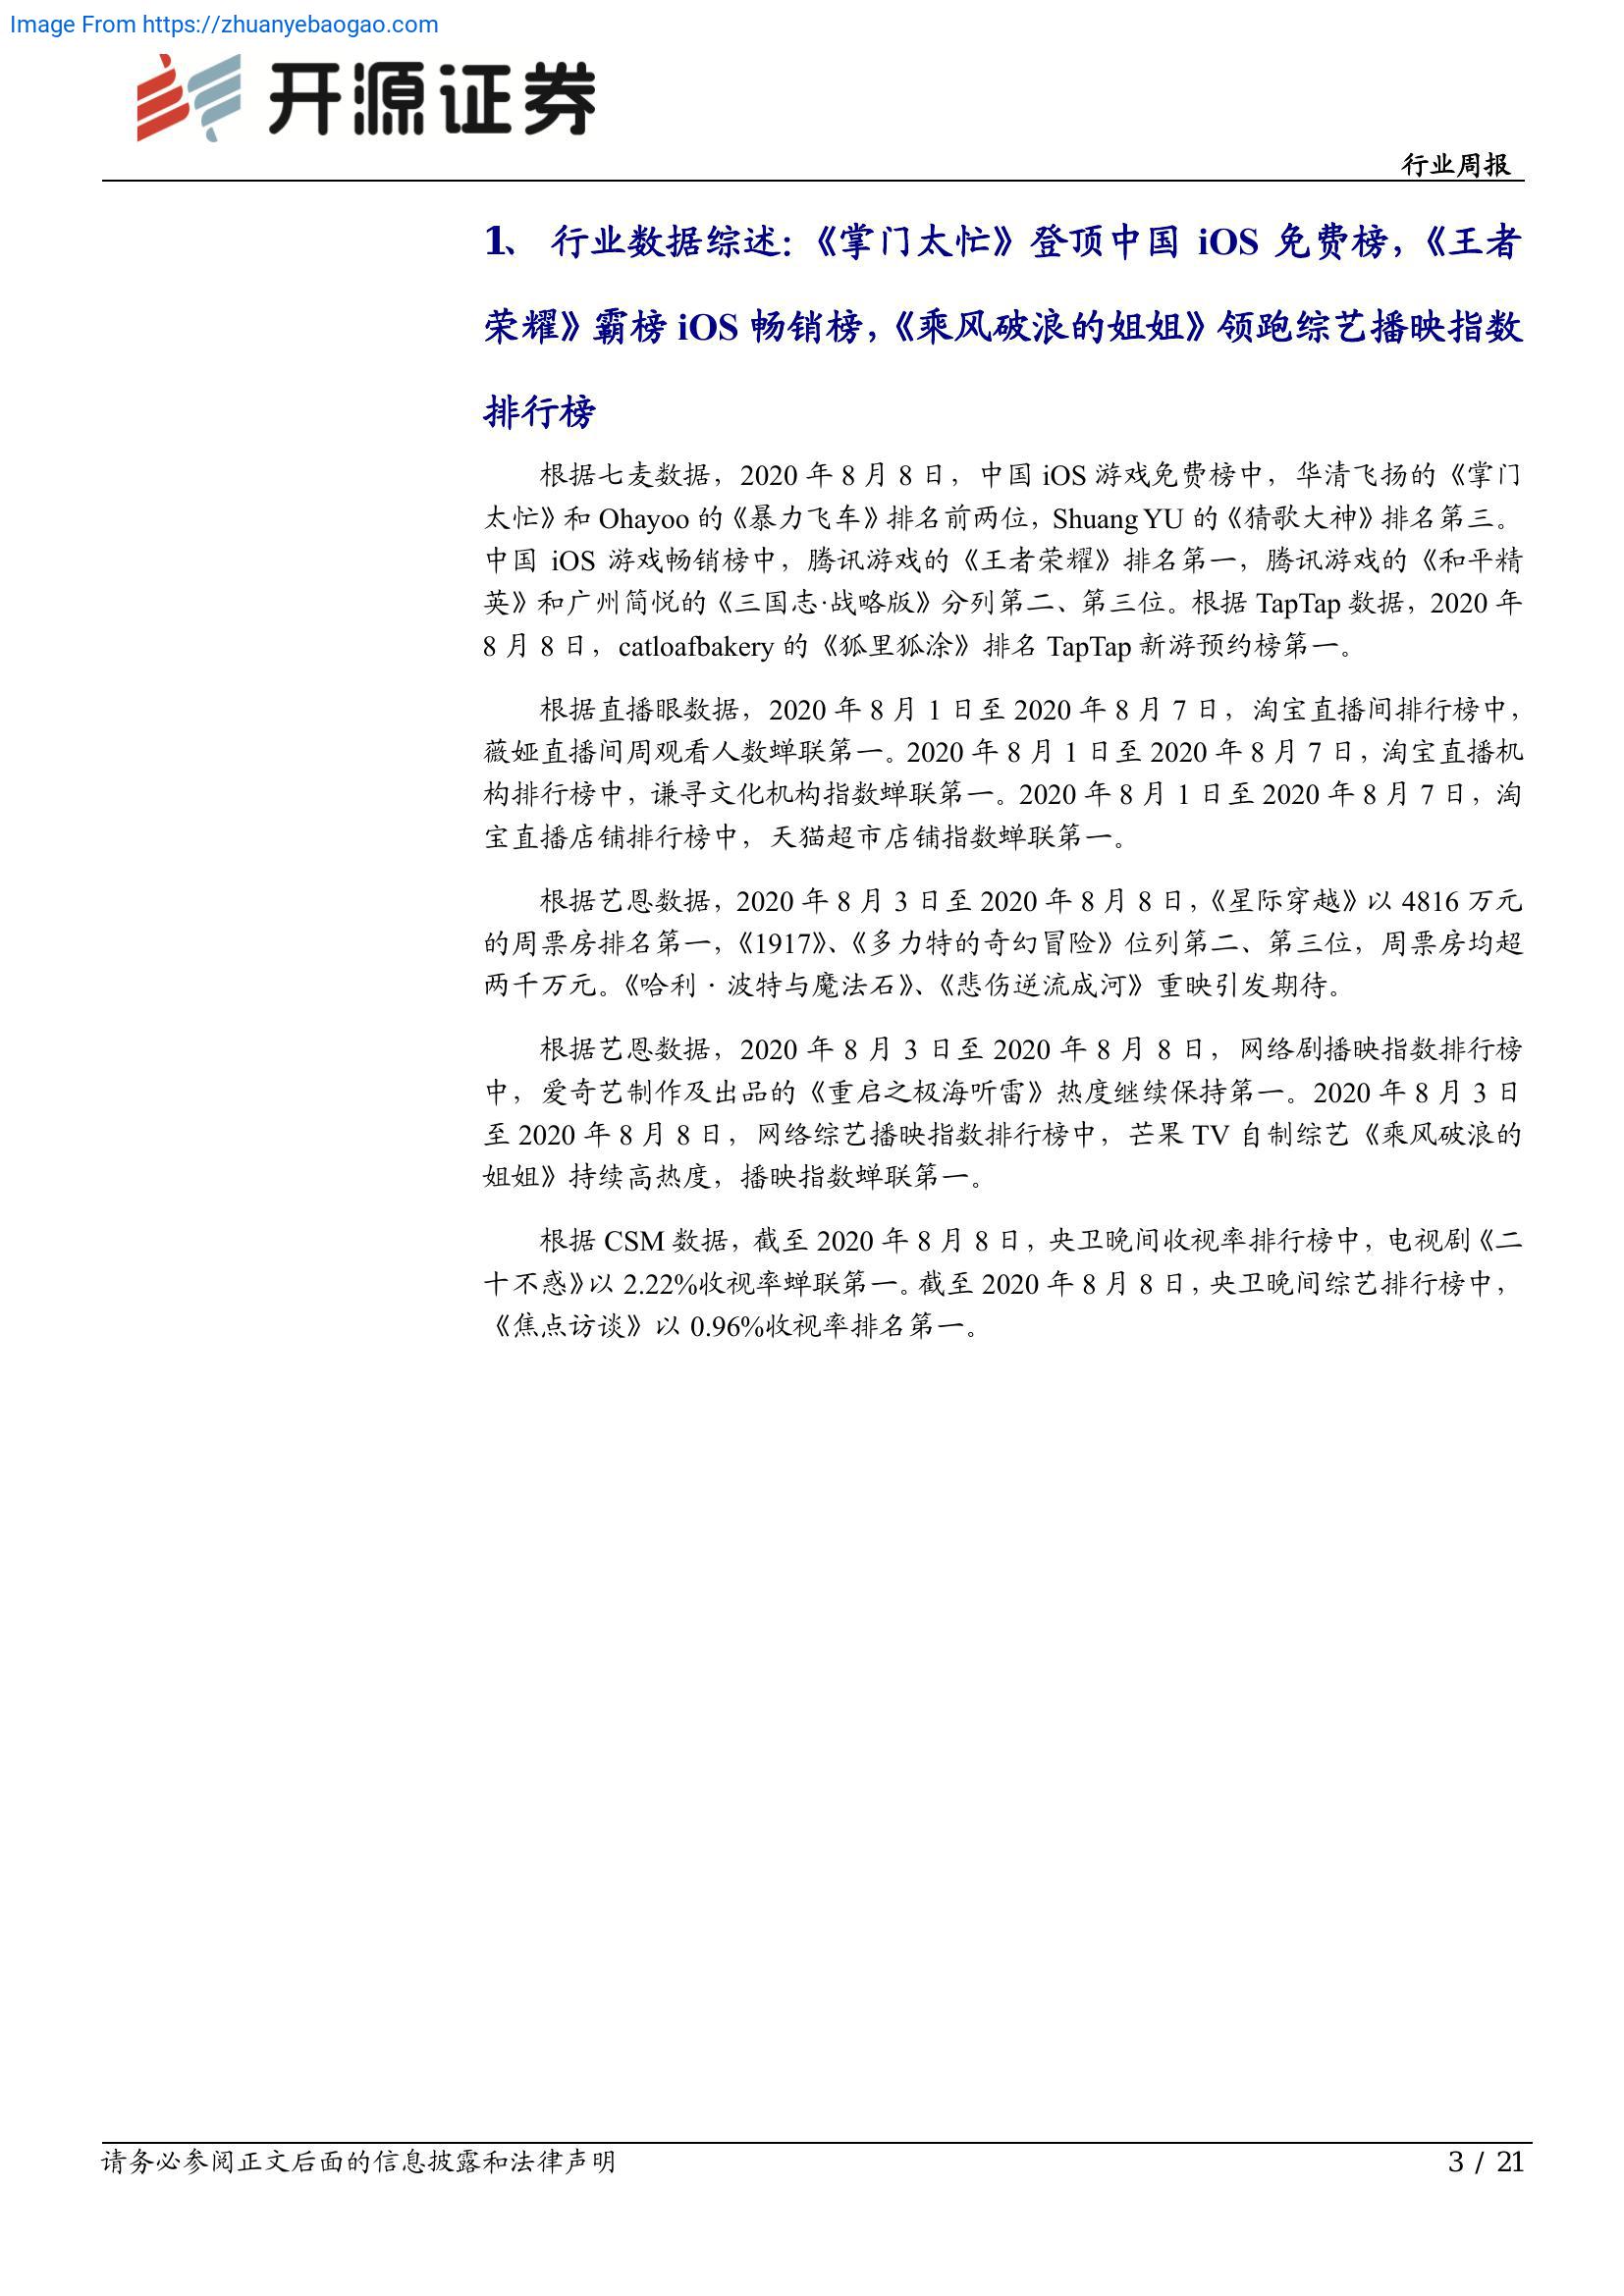 Image From https://zhuanyebaogao.com
开源证券
行业周报
1、 行业数据综述：《掌门太忙》登顶中国 iOS 免费榜，《王者
荣耀》霸榜 iOS 畅销榜，《乘风破浪的姐姐》领跑综艺播映指数
排行榜
根据七麦数据，2020 年 8 月 8 日，中国 iOS 游戏免费榜中，华清飞扬的《掌门
太忙》和 Ohayoo 的《暴力飞车》排名前两位，Shuang YU 的《猜歌大神》排名第三。
中国 iOS 游戏畅销榜中，腾讯游戏的《王者荣耀》排名第一，腾讯游戏的《和平精
英》和广州简悦的《三国志·战略版》分列第二、第三位。根据 TapTap 数据，2020 年
8 月 8 日，catloafbakery 的《狐里狐涂》排名 TapTap 新游预约榜第一。
根据直播眼数据，2020 年 8 月 1 日至 2020 年 8 月 7 日，淘宝直播间排行榜中，
薇娅直播间周观看人数蝉联第一。2020 年 8 月 1 日至 2020 年 8 月 7 日，淘宝直播机
构排行榜中，谦寻文化机构指数蝉联第一。2020 年 8 月 1 日至 2020 年 8 月 7 日，淘
宝直播店铺排行榜中，天猫超市店铺指数蝉联第一。
根据艺恩数据，2020 年 8 月 3 日至 2020 年 8 月 8 日，《星际穿越》以 4816 万元
的周票房排名第一，《1917》、《多力特的奇幻冒险》位列第二、第三位，周票房均超
两千万元。《哈利·波特与魔法石》、《悲伤逆流成河》重映引发期待。
根据艺恩数据，2020 年 8 月 3 日至 2020 年 8 月 8 日，网络剧播映指数排行榜
中，爱奇艺制作及出品的《重启之极海听雷》热度继续保持第一。2020 年 8 月 3 日
至 2020 年 8 月 8 日，网络综艺播映指数排行榜中，芒果 TV 自制综艺《乘风破浪的
姐姐》持续高热度，播映指数蝉联第一。
根据 CSM 数据，截至 2020 年 8 月 8 日，央卫晚间收视率排行榜中，电视剧《二
十不惑》以 2.22%收视率蝉联第一。截至 2020 年 8 月 8 日，央卫晚间综艺排行榜中，
《焦点访谈》以 0.96%收视率排名第一。
请务必参阅正文后面的信息披露和法律声明
3 / 21